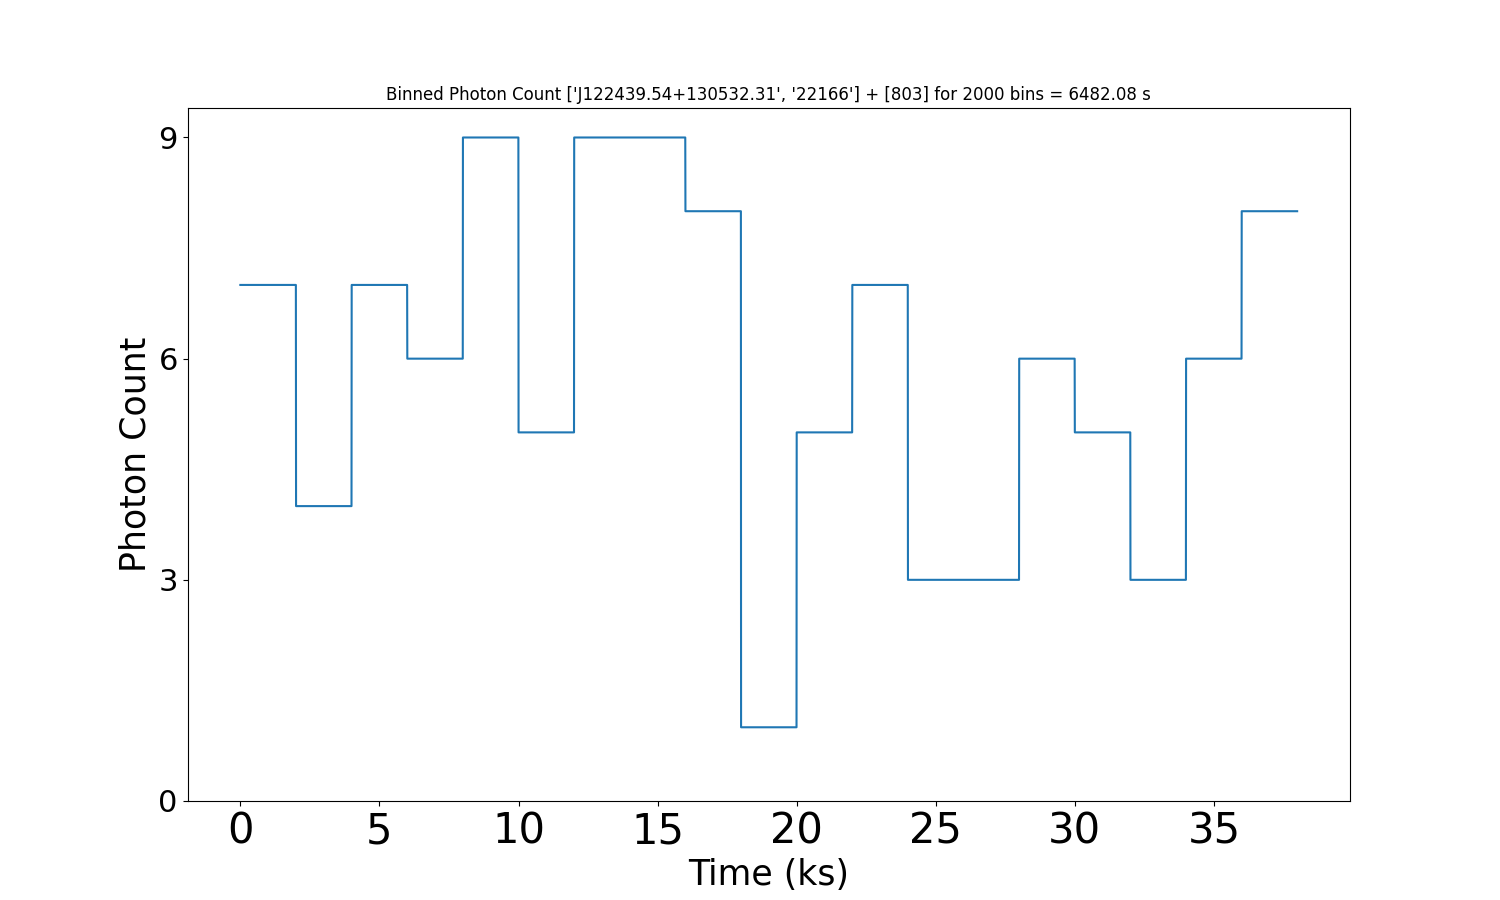 Binned Photon Count ['J122439.54+130532.31', '22166'] + [803] for 2000 bins = 6482.08 s
9
6
3
0
Photon Count
0 5 10 15 20 25 30 35
Time (ks)